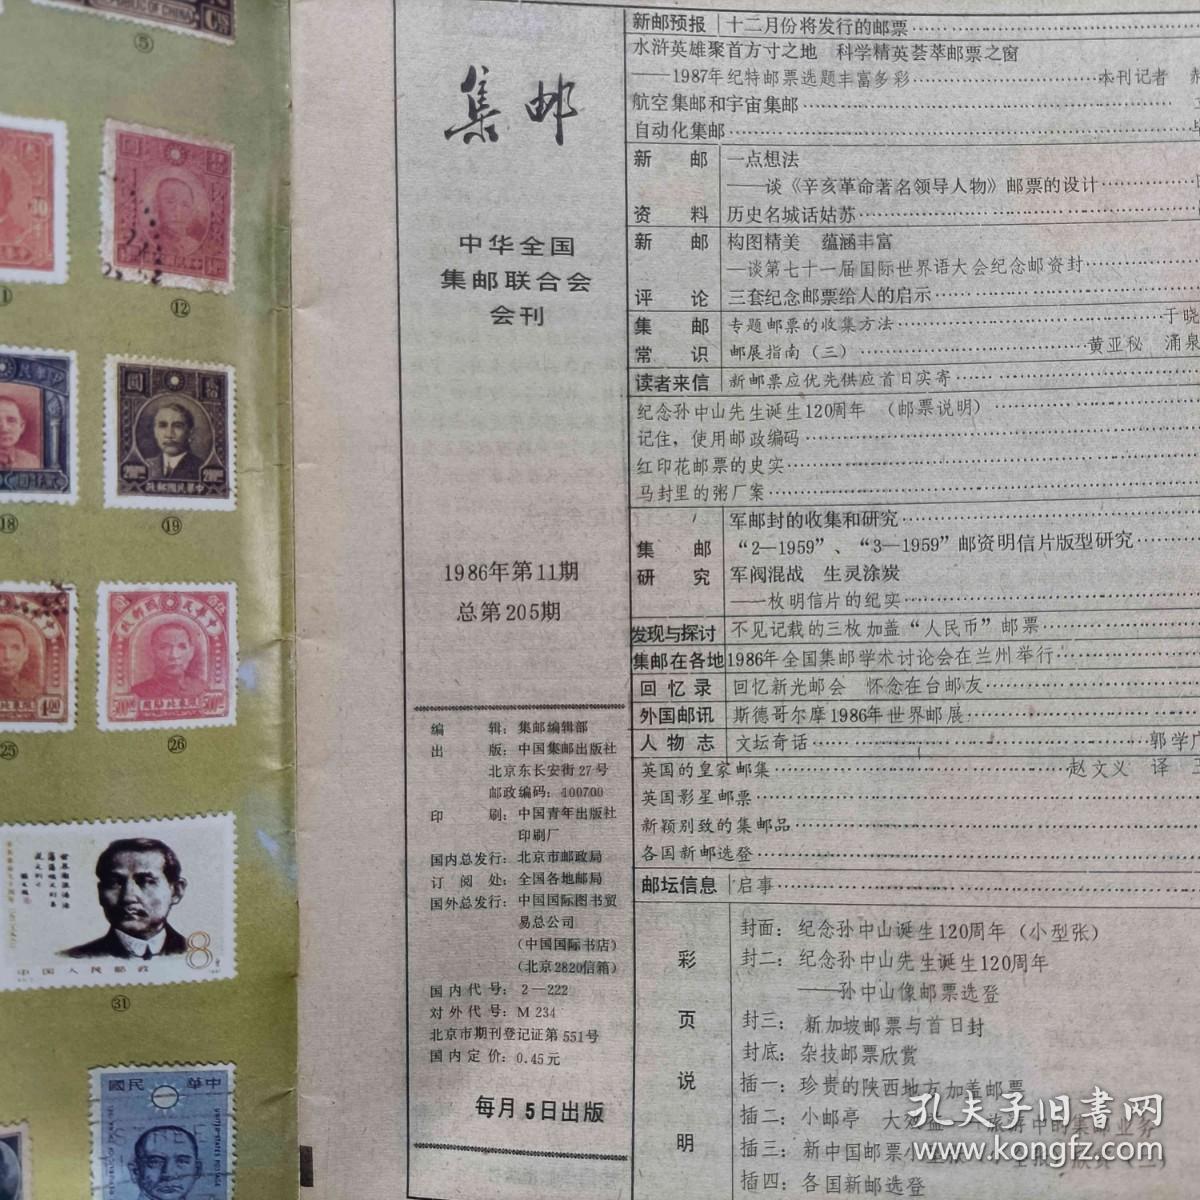 REPUBLIC OF CHINA
⑤
⑫
⑱
⑲
㉕
㉖
㉛
中国人民邮政
8分
集邮
中华全国
集邮联合会
会刊
1986年第11期
总第205期
编 辑：集邮编辑部
出 版：中国集邮出版社
北京东长安街27号
邮政编码：100700
印 刷：中国青年出版社
印刷厂
国内总发行：北京市邮政局
订 阅 处：全国各地邮局
国外总发行：中国国际图书贸
易总公司
（中国国际书店）
（北京2820信箱）
国内代号：2—222
对外代号：M 234
北京市期刊登记证第551号
国内定价：0.45元
每月5日出版
新邮预报 十二月份将发行的邮票
水浒英雄聚首方寸之地 科学精英荟萃邮票之窗
——1987年纪特邮票选题丰富多彩 本刊记者
航空集邮和宇宙集邮
自动化集邮
新邮资料 一点想法
——谈《辛亥革命著名领导人物》邮票的设计
历史名城话姑苏
新邮评论 构图精美 蕴涵丰富
—谈第七十一届国际世界语大会纪念邮资封
三套纪念邮票给人的启示
集邮常识 专题邮票的收集方法 于晓
邮展指南（三） 黄亚秘 涌泉
读者来信 新邮票应优先供应首日实寄
纪念孙中山先生诞生120周年 （邮票说明）
记住，使用邮政编码
红印花邮票的史实
马封里的粥厂案
集邮研究 军邮封的收集和研究
“2—1959”、“3—1959”邮资明信片版型研究
军阀混战 生灵涂炭
——枚明信片的纪实
发现与探讨 不见记载的三枚加盖“人民币”邮票
集邮在各地 1986年全国集邮学术讨论会在兰州举行
回忆录 回忆新光邮会 怀念在台邮友
外国邮讯 斯德哥尔摩1986年世界邮展
人物志 文坛奇话 郭学广
英国的皇家邮集 赵文义 译
英国影星邮票
新颖别致的集邮品
各国新邮选登
邮坛信息 启事
彩页说明
封面：纪念孙中山诞生120周年（小型张）
封二：纪念孙中山先生诞生120周年
——孙中山像邮票选登
封三：新加坡邮票与首日封
封底：杂技邮票欣赏
插一：珍贵的陕西地方加盖邮票
插二：小邮亭
插三：新中国邮票
插四：各国新邮选登
孔夫子旧书网
www.kongfz.com